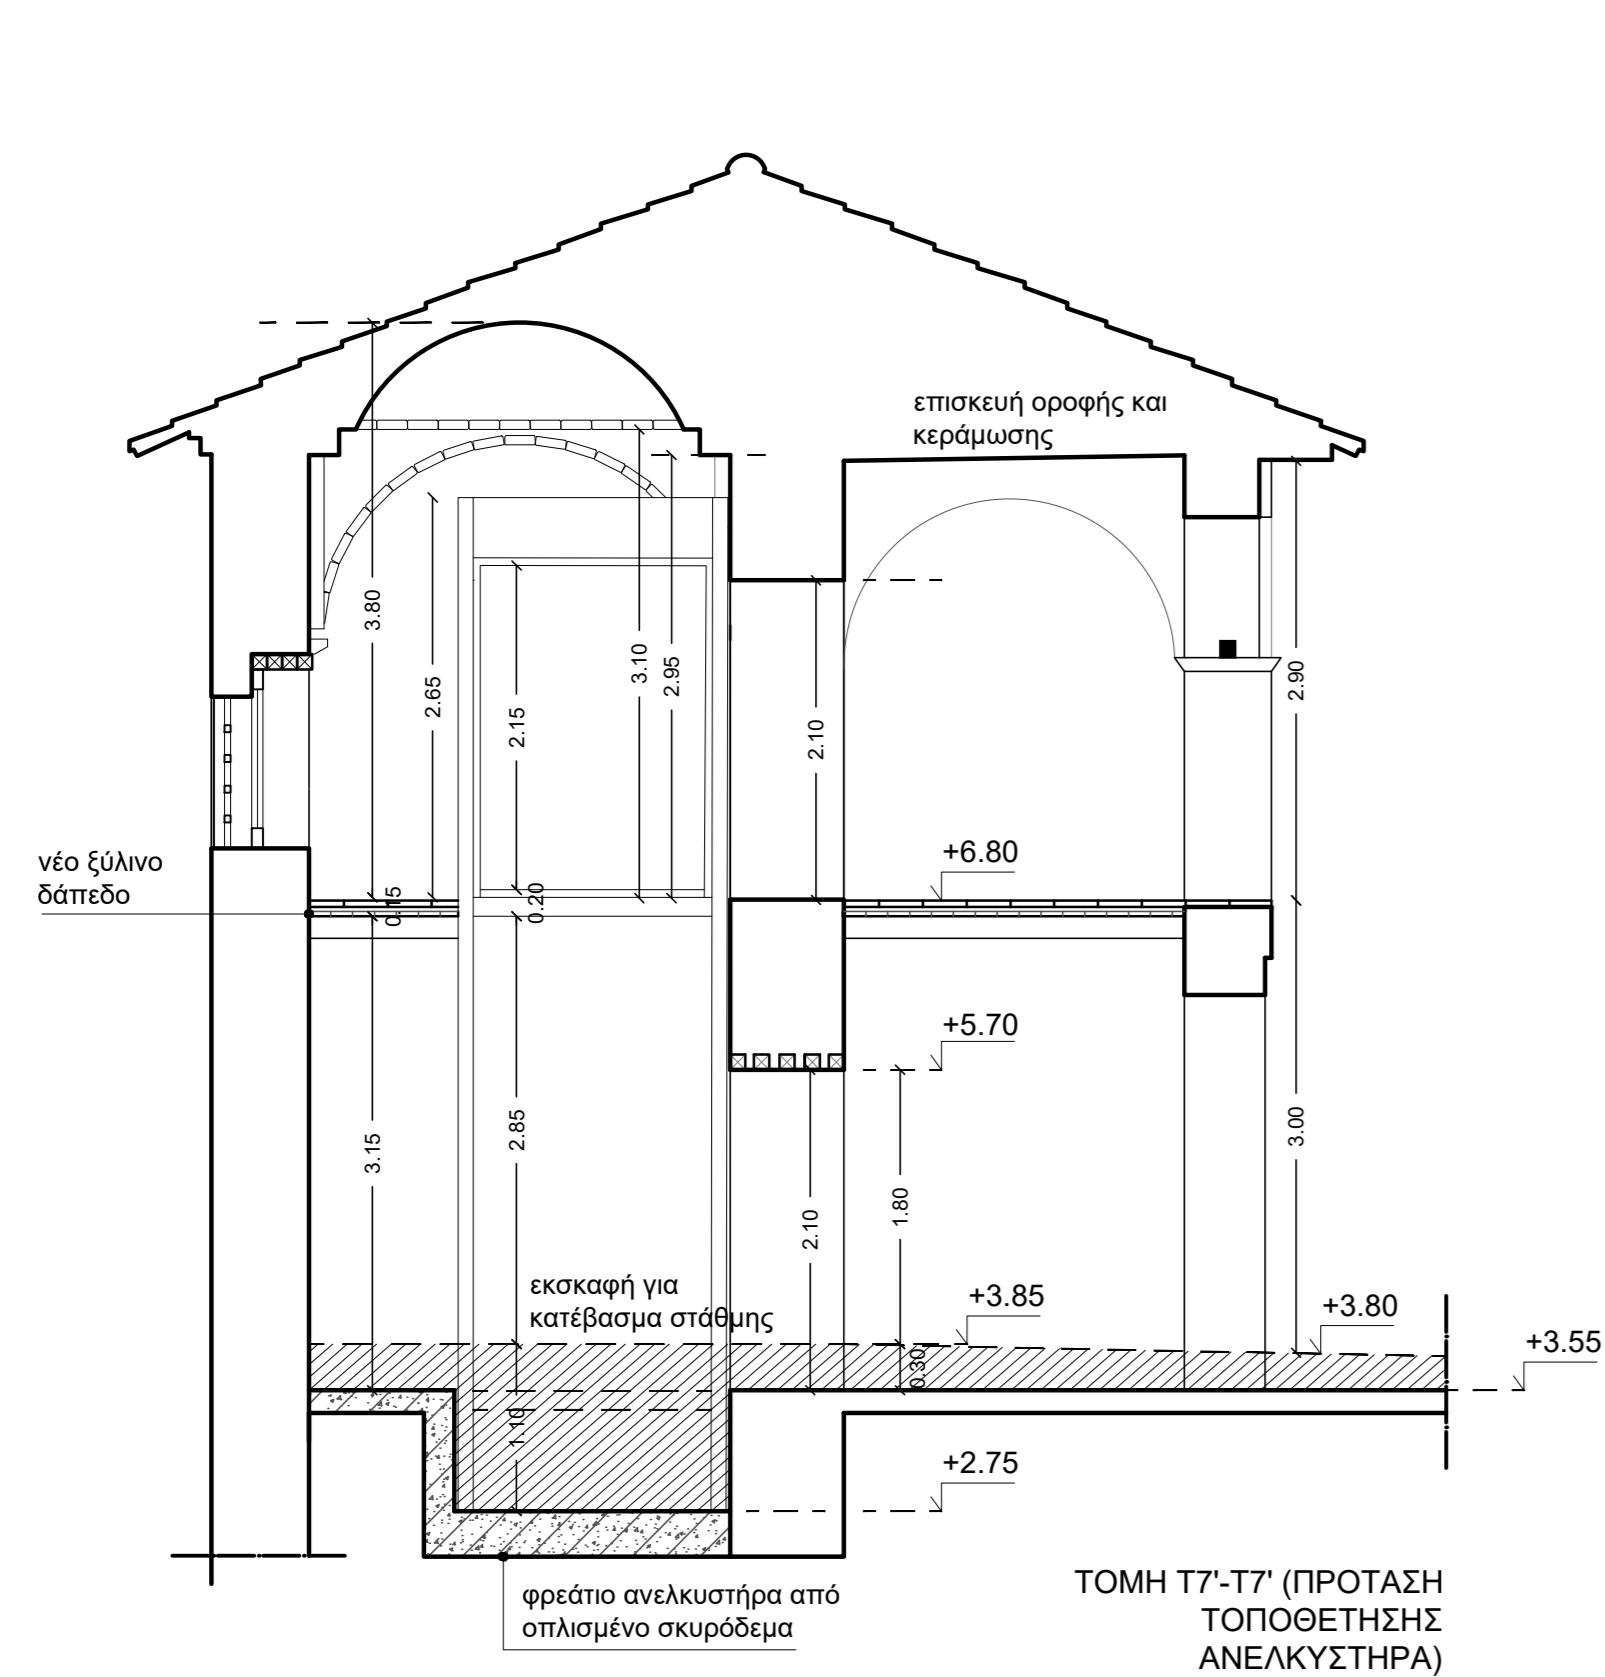 επισκευή οροφής και
κεράμωσης
3.80
2.65
2.15
3.10
2.95
2.10
2.90
νέο ξύλινο
δάπεδο
+6.80
0.15
0.20
+5.70
3.15
2.85
2.10
1.80
3.00
εκσκαφή για
κατέβασμα στάθμης
+3.85
+3.80
+3.55
0.30
1.10
+2.75
φρεάτιο ανελκυστήρα από
οπλισμένο σκυρόδεμα
ΤΟΜΗ Τ7'-Τ7' (ΠΡΟΤΑΣΗ
ΤΟΠΟΘΕΤΗΣΗΣ
ΑΝΕΛΚΥΣΤΗΡΑ)